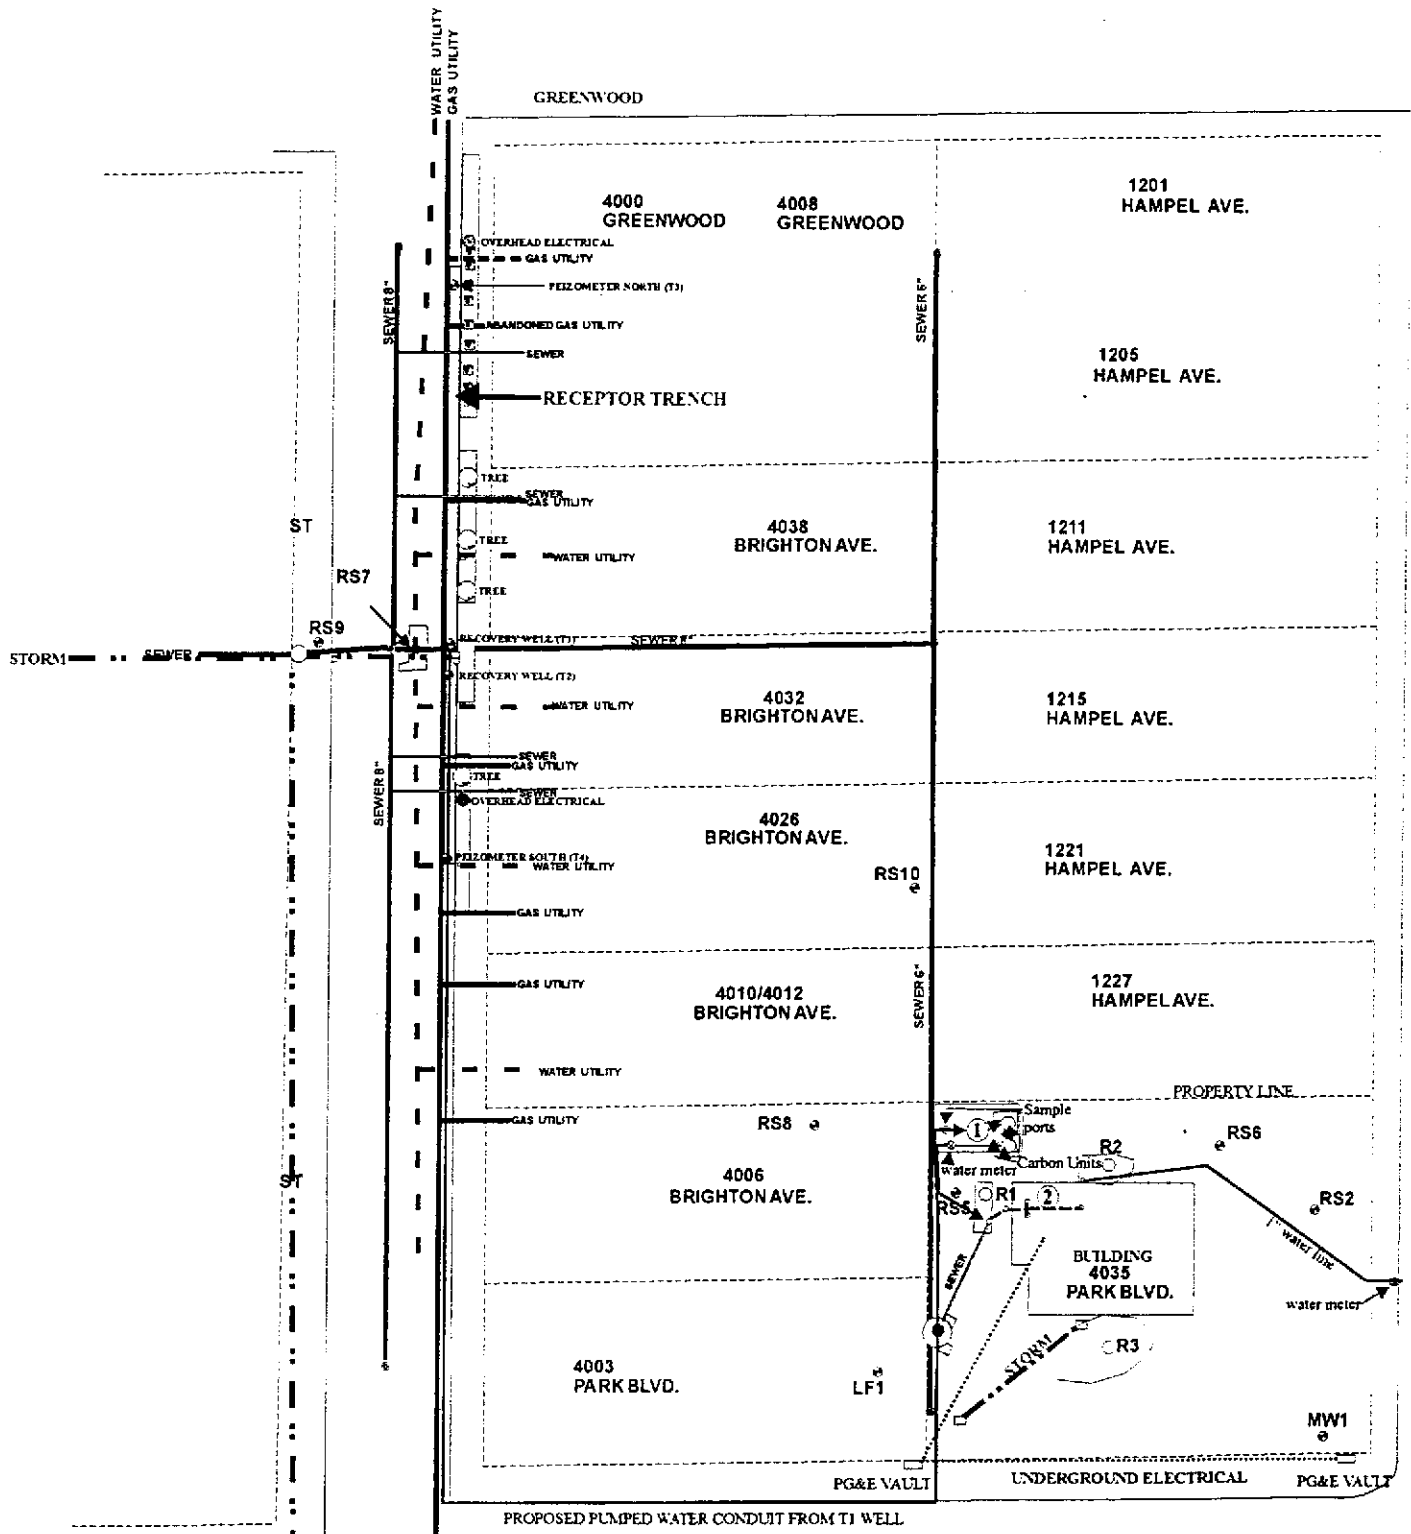 WATER UTILITY
GAS UTILITY
GREENWOOD
4000
GREENWOOD
4008
GREENWOOD
1201
HAMPEL AVE.
OVERHEAD ELECTRICAL
GAS UTILITY
PEIZOMETER NORTH (T3)
SEWER 8"
SEWER 6"
ABANDONED GAS UTILITY
SEWER
1205
HAMPEL AVE.
RECEPTOR TRENCH
TREE
SEWER
GAS UTILITY
ST
4038
BRIGHTON AVE.
1211
HAMPEL AVE.
TREE
WATER UTILITY
RS7
TREE
RS9
RECOVERY WELL (T1)
SEWER 8"
STORM
SEWER
RECOVERY WELL (T2)
4032
BRIGHTON AVE.
1215
HAMPEL AVE.
WATER UTILITY
SEWER
GAS UTILITY
TREE
SEWER
OVERHEAD ELECTRICAL
SEWER 8"
4026
BRIGHTON AVE.
1221
HAMPEL AVE.
PEIZOMETER SOUTH (T4)
WATER UTILITY
RS10
GAS UTILITY
GAS UTILITY
SEWER 6"
4010/4012
BRIGHTON AVE.
1227
HAMPEL AVE.
WATER UTILITY
PROPERTY LINE
GAS UTILITY
RS8
Sample
ports
1
RS6
water meter
Carbon Units
R2
4006
BRIGHTON AVE.
ST
RS5
R1
2
RS2
water line
SEWER
BUILDING
4035
PARK BLVD.
water meter
STORM
R3
4003
PARK BLVD.
LF1
MW1
PG&E VAULT
UNDERGROUND ELECTRICAL
PG&E VAULT
PROPOSED PUMPED WATER CONDUIT FROM T1 WELL